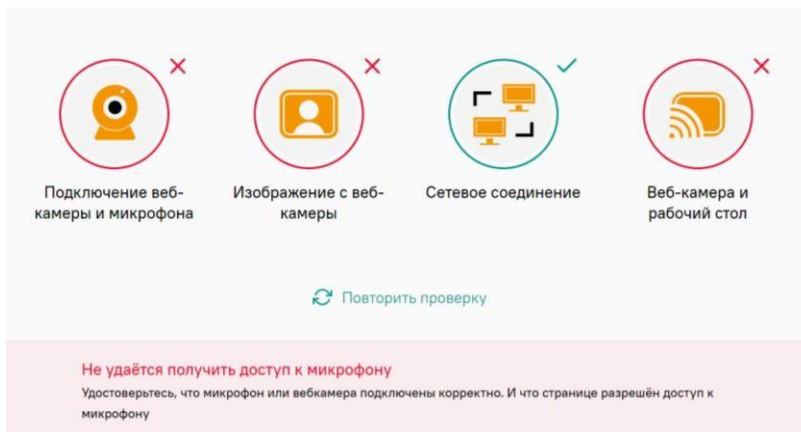 Подключение веб-
камеры и микрофона
Изображение с веб-
камеры
Сетевое соединение
Веб-камера и
рабочий стол
Повторить проверку
Не удаётся получить доступ к микрофону
Удостоверьтесь, что микрофон или вебкамера подключены корректно. И что странице разрешён доступ к
микрофону